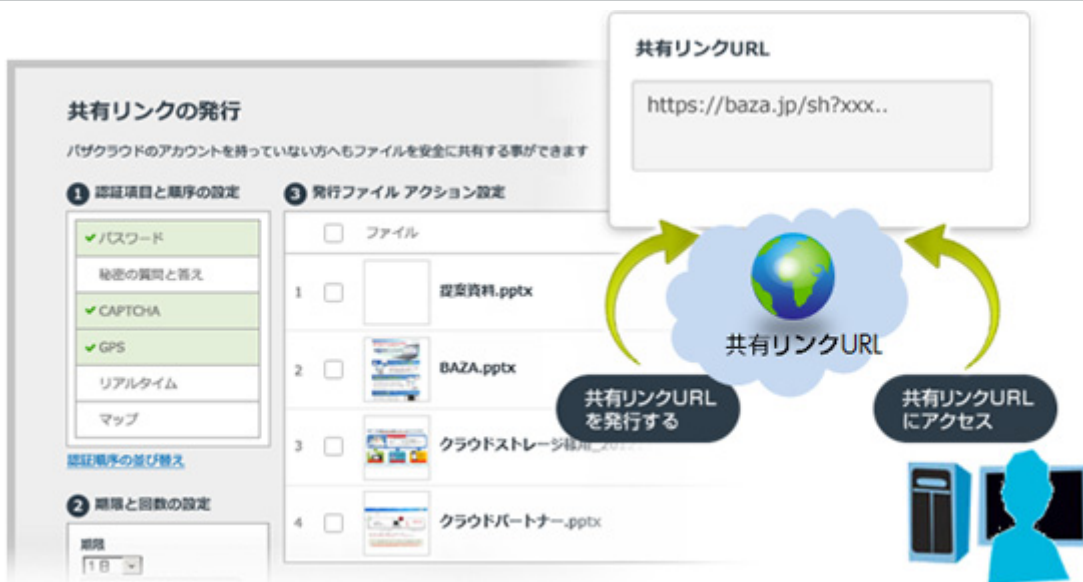 共有リンクの発行
バザクラウドのアカウントを持っていない方へもファイルを安全に共有する事ができます
1 認証項目と順序の設定
✔パスワード
秘密の質問と答え
✔CAPTCHA
✔GPS
リアルタイム
マップ
認証順序の並び替え
2 期限と回数の設定
期限
1日
3 発行ファイル アクション設定
ファイル
1 提案資料.pptx
2 BAZA.pptx
3 クラウドストレージ
4 クラウドパートナー.pptx
共有リンクURL
https://baza.jp/sh?xxx..
共有リンクURL
共有リンクURL
を発行する
共有リンクURL
にアクセス